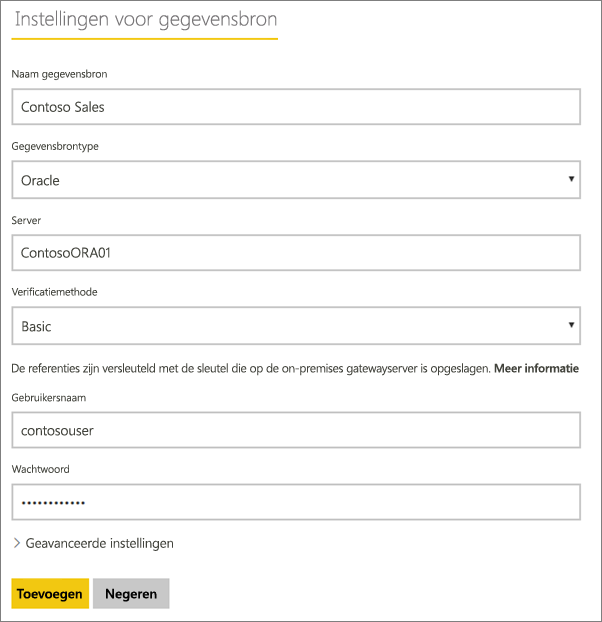 Instellingen voor gegevensbron
Naam gegevensbron
Contoso Sales
Gegevensbrontype
Oracle
Server
ContosoORA01
Verificatiemethode
Basic
De referenties zijn versleuteld met de sleutel die op de on-premises gatewayserver is opgeslagen. Meer informatie
Gebruikersnaam
contosouser
Wachtwoord
••••••••••••
Geavanceerde instellingen
Toevoegen Negeren